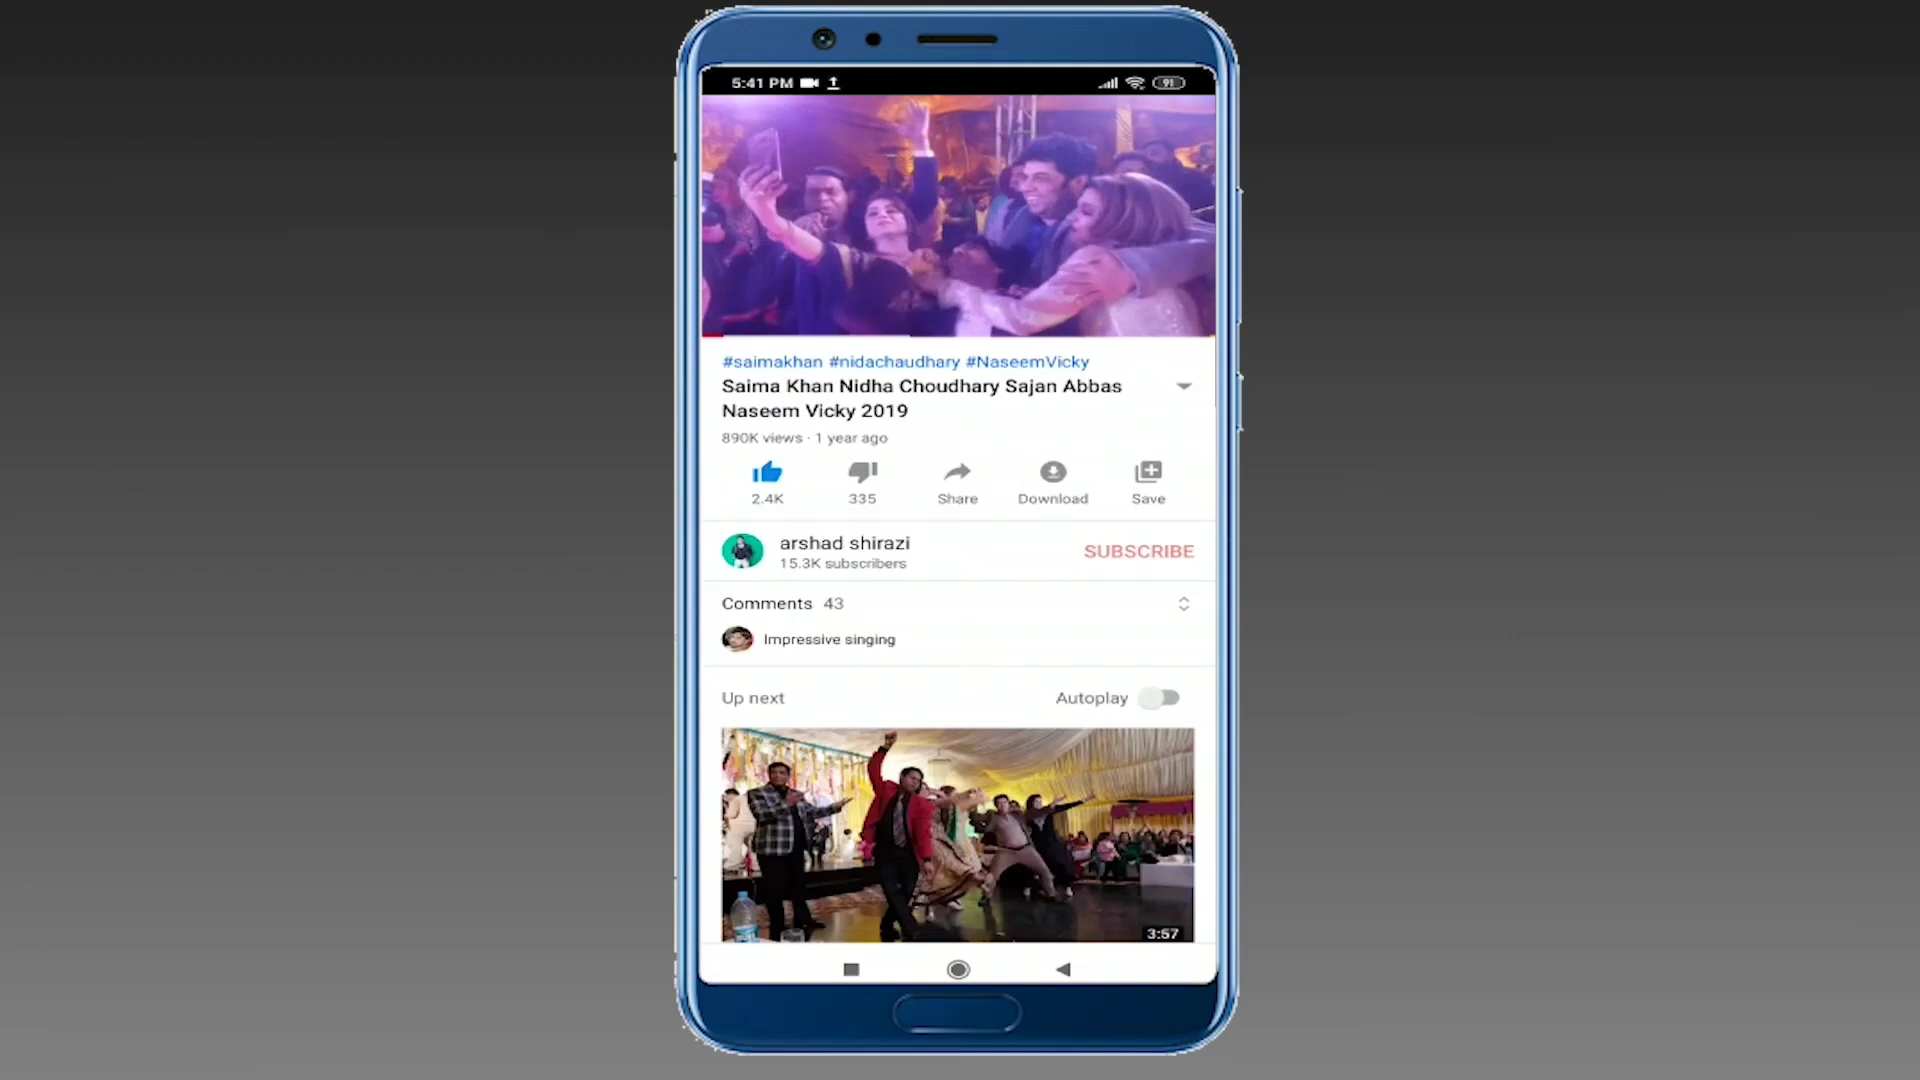 5:41 PM
91
#saimakhan #nidachaudhary #NaseemVicky
Saima Khan Nidha Choudhary Sajan Abbas
Naseem Vicky 2019
890K views · 1 year ago
2.4K
335
Share
Download
Save
arshad shirazi
15.3K subscribers
SUBSCRIBE
Comments 43
Impressive singing
Up next
Autoplay
3:57